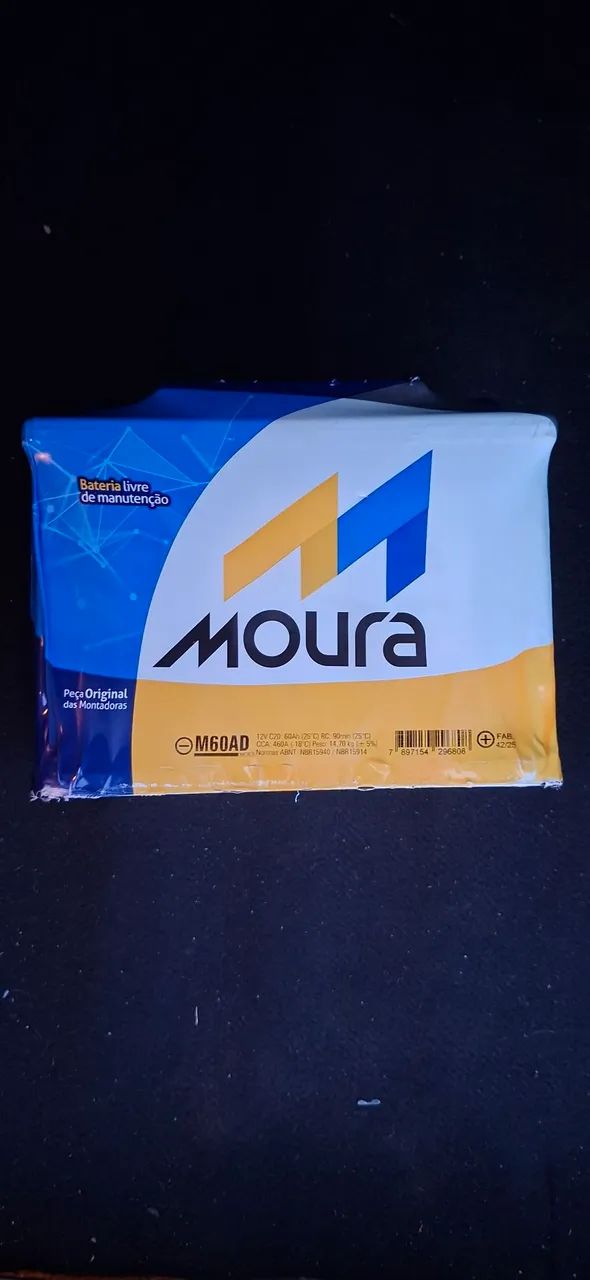 Bateria livre
de manutenção
moura
Peça Original
das Montadoras
M60AD
12V C20: 60Ah (25°C) RC: 90min (25°C)
CCA: 460A (-18°C) Peso: 14,70 kg (± 5%)
Normas ABNT: NBR15940 / NBR15914
7 897154 296806
FAB.
42/25